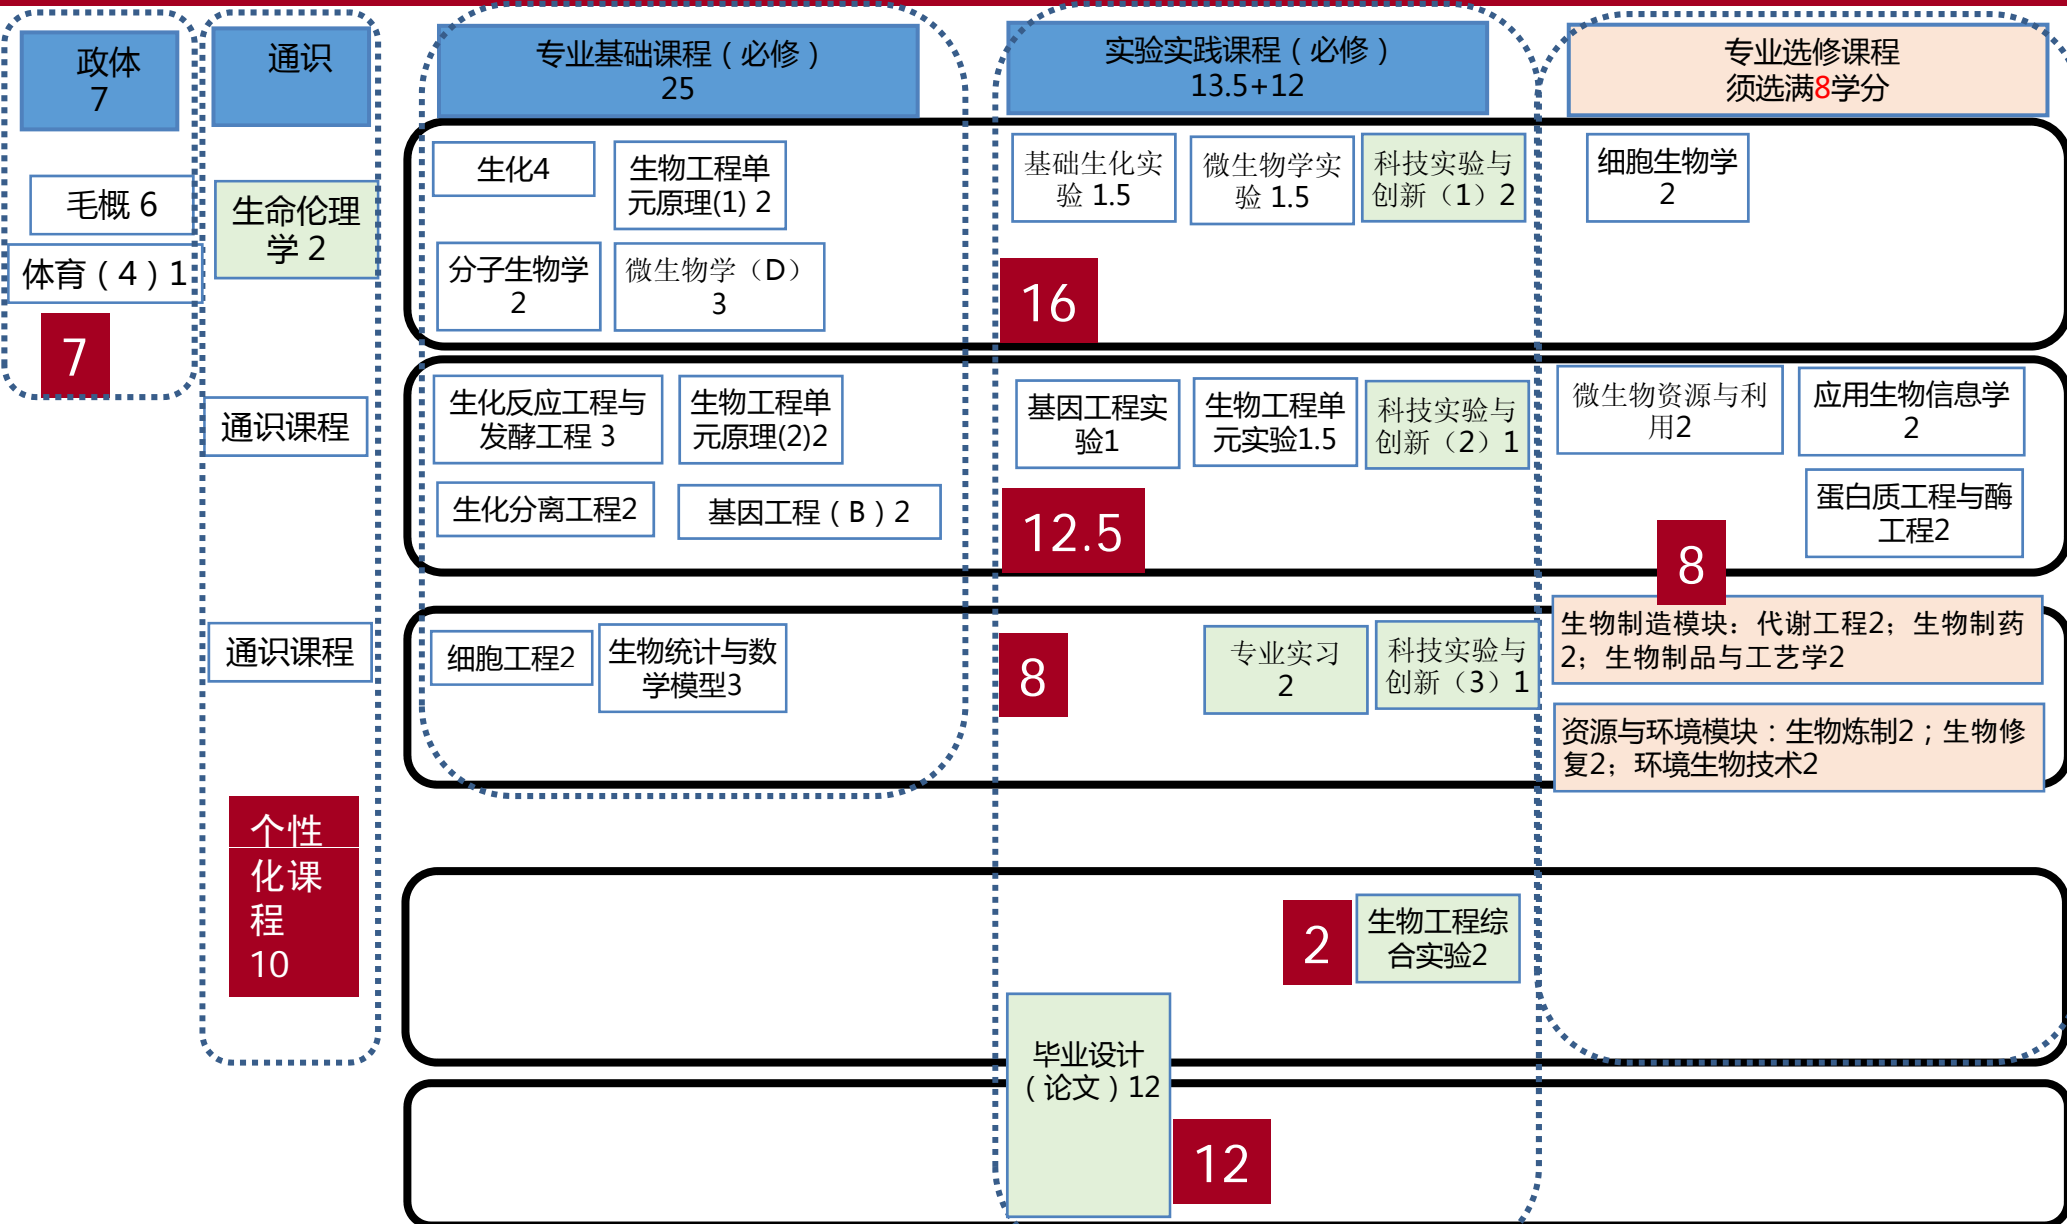 政体
7
通识
专业基础课程（必修）
25
实验实践课程（必修）
13.5+12
专业选修课程
须选满8学分
毛概 6
体育（4）1
7
生命伦理
学 2
通识课程
通识课程
个性
化课
程
10
生化4
生物工程单
元原理(1) 2
分子生物学
2
微生物学（D）
3
基础生化实
验 1.5
微生物学实
验 1.5
科技实验与
创新（1）2
16
细胞生物学
2
生化反应工程与
发酵工程 3
生物工程单
元原理(2)2
生化分离工程2
基因工程（B）2
基因工程实
验1
生物工程单
元实验1.5
科技实验与
创新（2）1
12.5
微生物资源与利
用2
应用生物信息学
2
蛋白质工程与酶
工程2
8
细胞工程2
生物统计与数
学模型3
8
专业实习
2
科技实验与
创新（3）1
生物制造模块：代谢工程2；生物制药
2；生物制品与工艺学2
资源与环境模块：生物炼制2；生物修
复2；环境生物技术2
2
生物工程综
合实验2
毕业设计
（论文）12
12